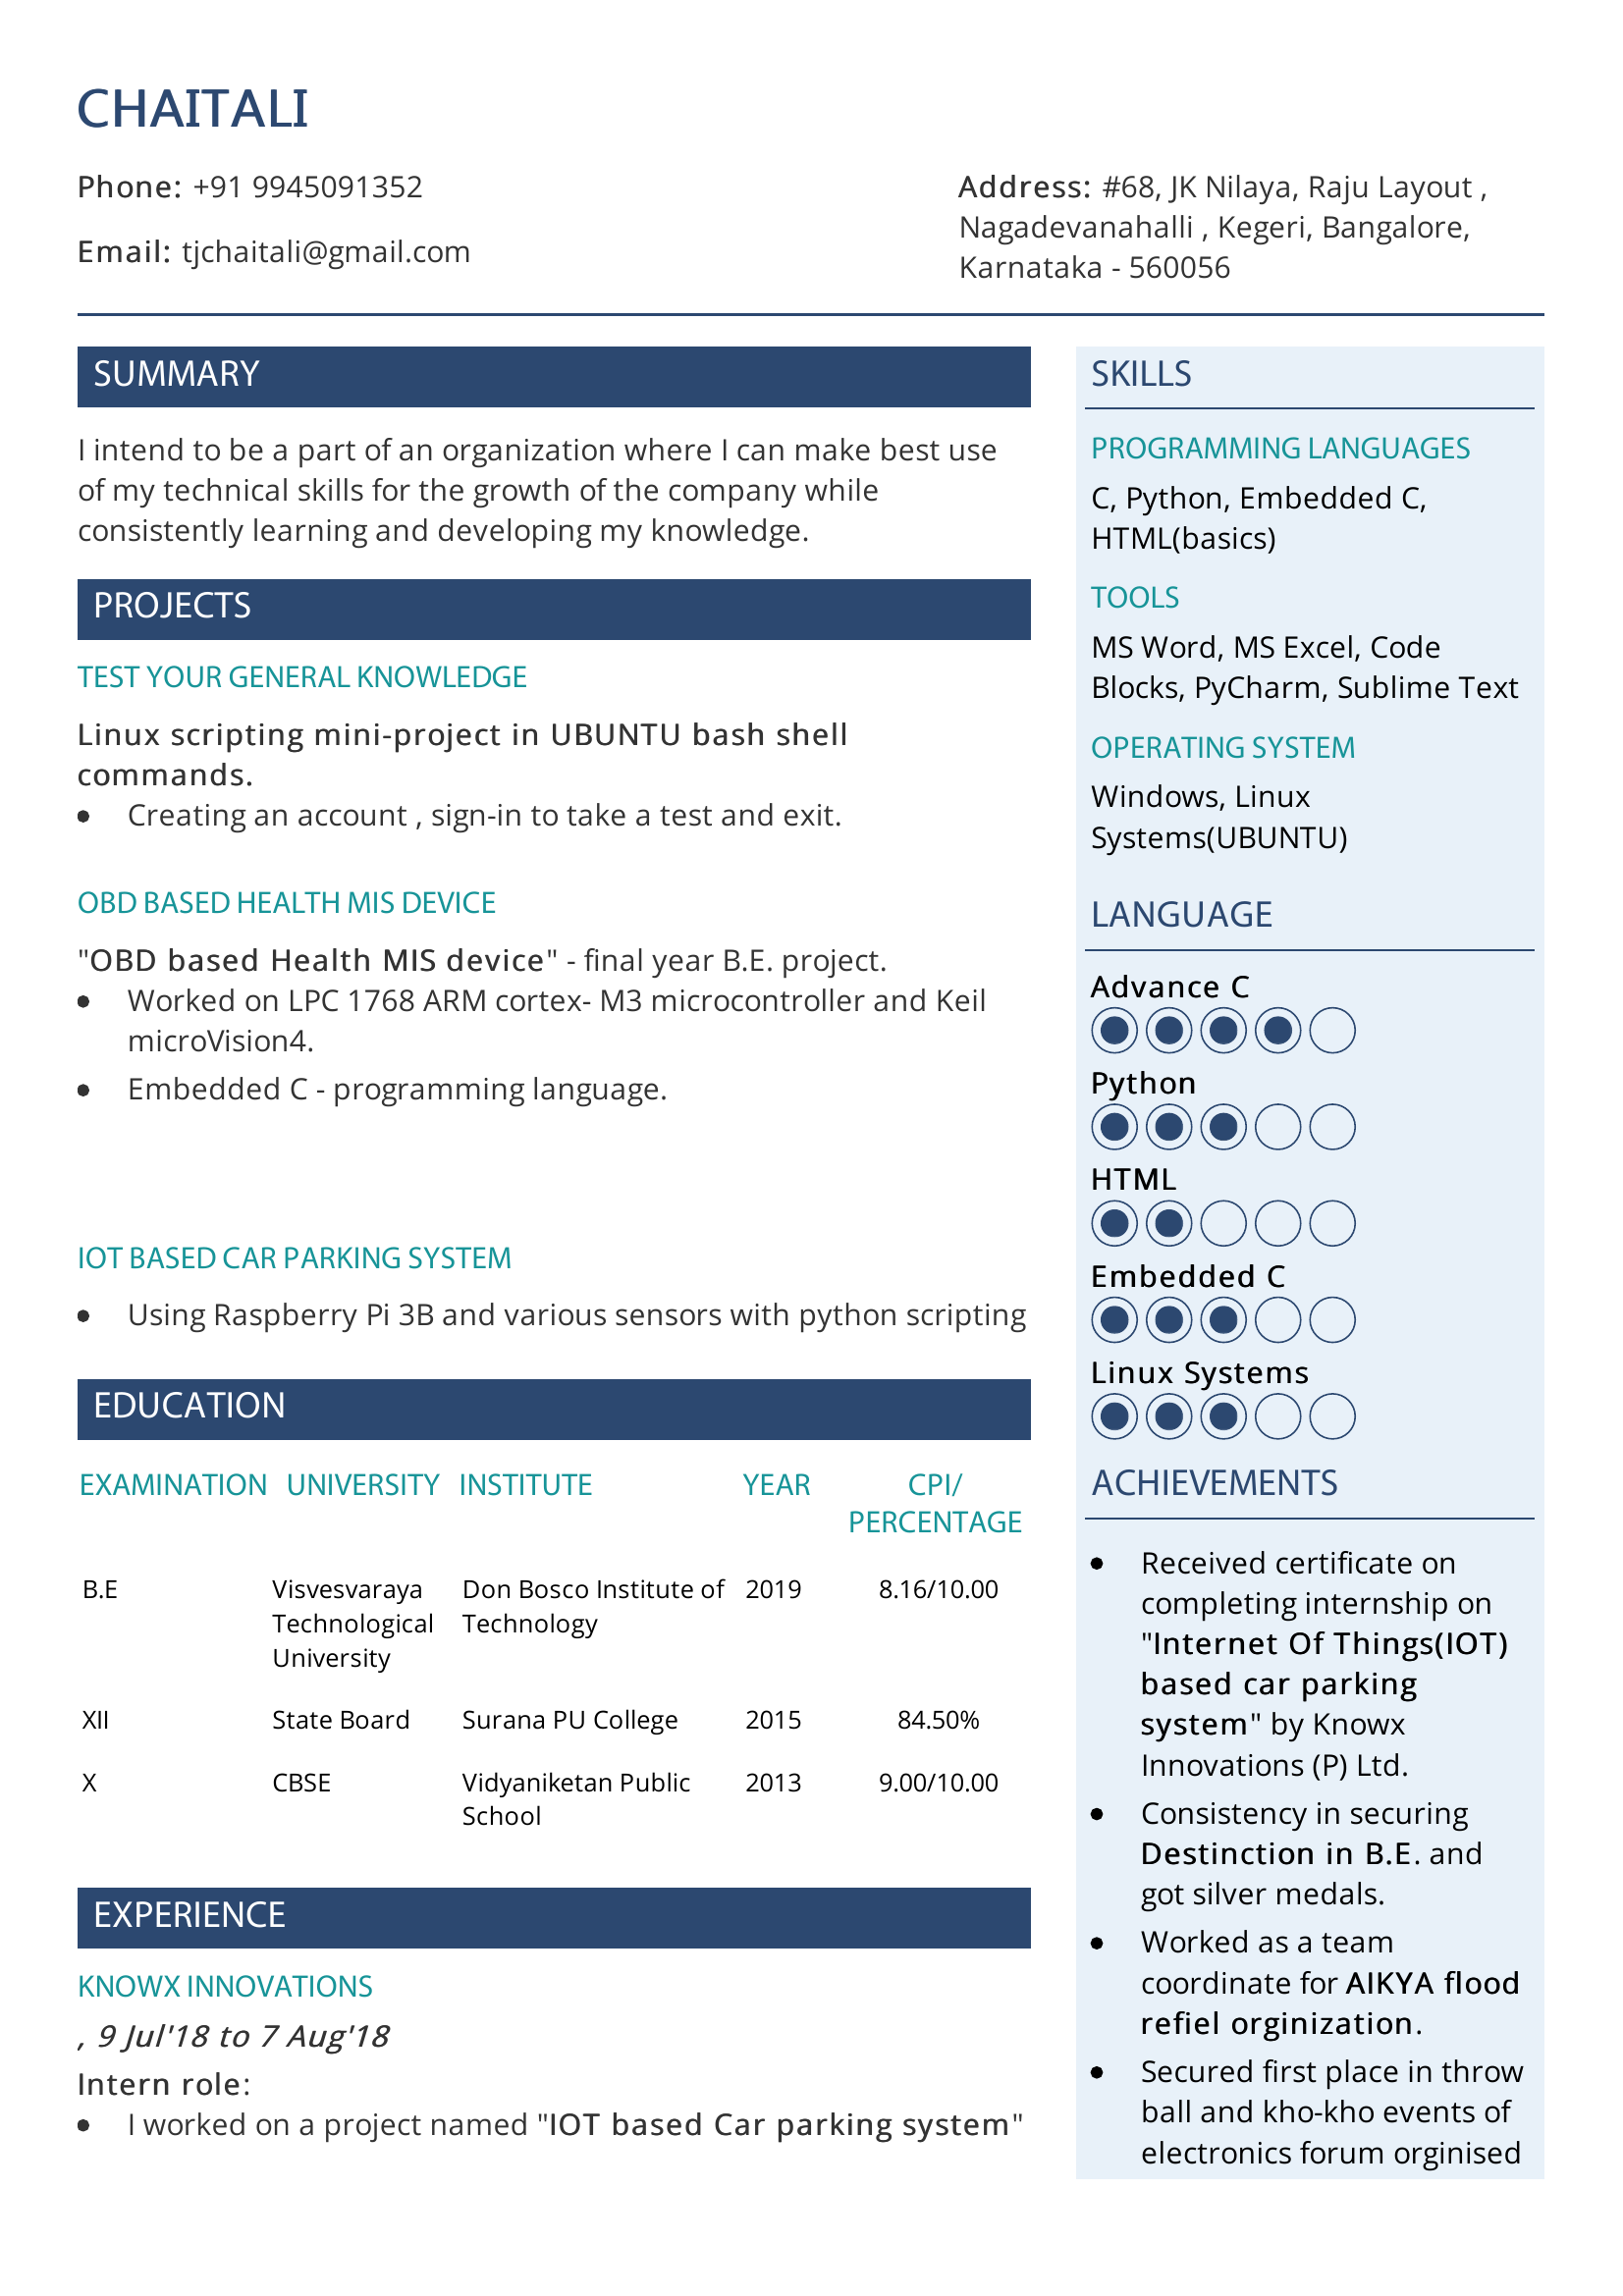 CHAITALI
Phone: +91 9945091352
Email: tjchaitali@gmail.com
Address: #68, JK Nilaya, Raju Layout ,
Nagadevanahalli , Kegeri, Bangalore,
Karnataka - 560056
SUMMARY
I intend to be a part of an organization where I can make best use
of my technical skills for the growth of the company while
consistently learning and developing my knowledge.
PROJECTS
TEST YOUR GENERAL KNOWLEDGE
Linux scripting mini-project in UBUNTU bash shell
commands.
• Creating an account , sign-in to take a test and exit.
OBD BASED HEALTH MIS DEVICE
"OBD based Health MIS device" - final year B.E. project.
• Worked on LPC 1768 ARM cortex- M3 microcontroller and Keil
microVision4.
• Embedded C - programming language.
IOT BASED CAR PARKING SYSTEM
• Using Raspberry Pi 3B and various sensors with python scripting
EDUCATION
EXAMINATION UNIVERSITY INSTITUTE YEAR CPI/
PERCENTAGE
B.E Visvesvaraya Don Bosco Institute of 2019 8.16/10.00
Technological Technology
University
XII State Board Surana PU College 2015 84.50%
X CBSE Vidyaniketan Public 2013 9.00/10.00
School
EXPERIENCE
KNOWX INNOVATIONS
, 9 Jul'18 to 7 Aug'18
Intern role:
• I worked on a project named "IOT based Car parking system"
SKILLS
PROGRAMMING LANGUAGES
C, Python, Embedded C,
HTML(basics)
TOOLS
MS Word, MS Excel, Code
Blocks, PyCharm, Sublime Text
OPERATING SYSTEM
Windows, Linux
Systems(UBUNTU)
LANGUAGE
Advance C
Python
HTML
Embedded C
Linux Systems
ACHIEVEMENTS
• Received certificate on
completing internship on
"Internet Of Things(IOT)
based car parking
system" by Knowx
Innovations (P) Ltd.
• Consistency in securing
Destinction in B.E. and
got silver medals.
• Worked as a team
coordinate for AIKYA flood
refiel orginization.
• Secured first place in throw
ball and kho-kho events of
electronics forum orginised